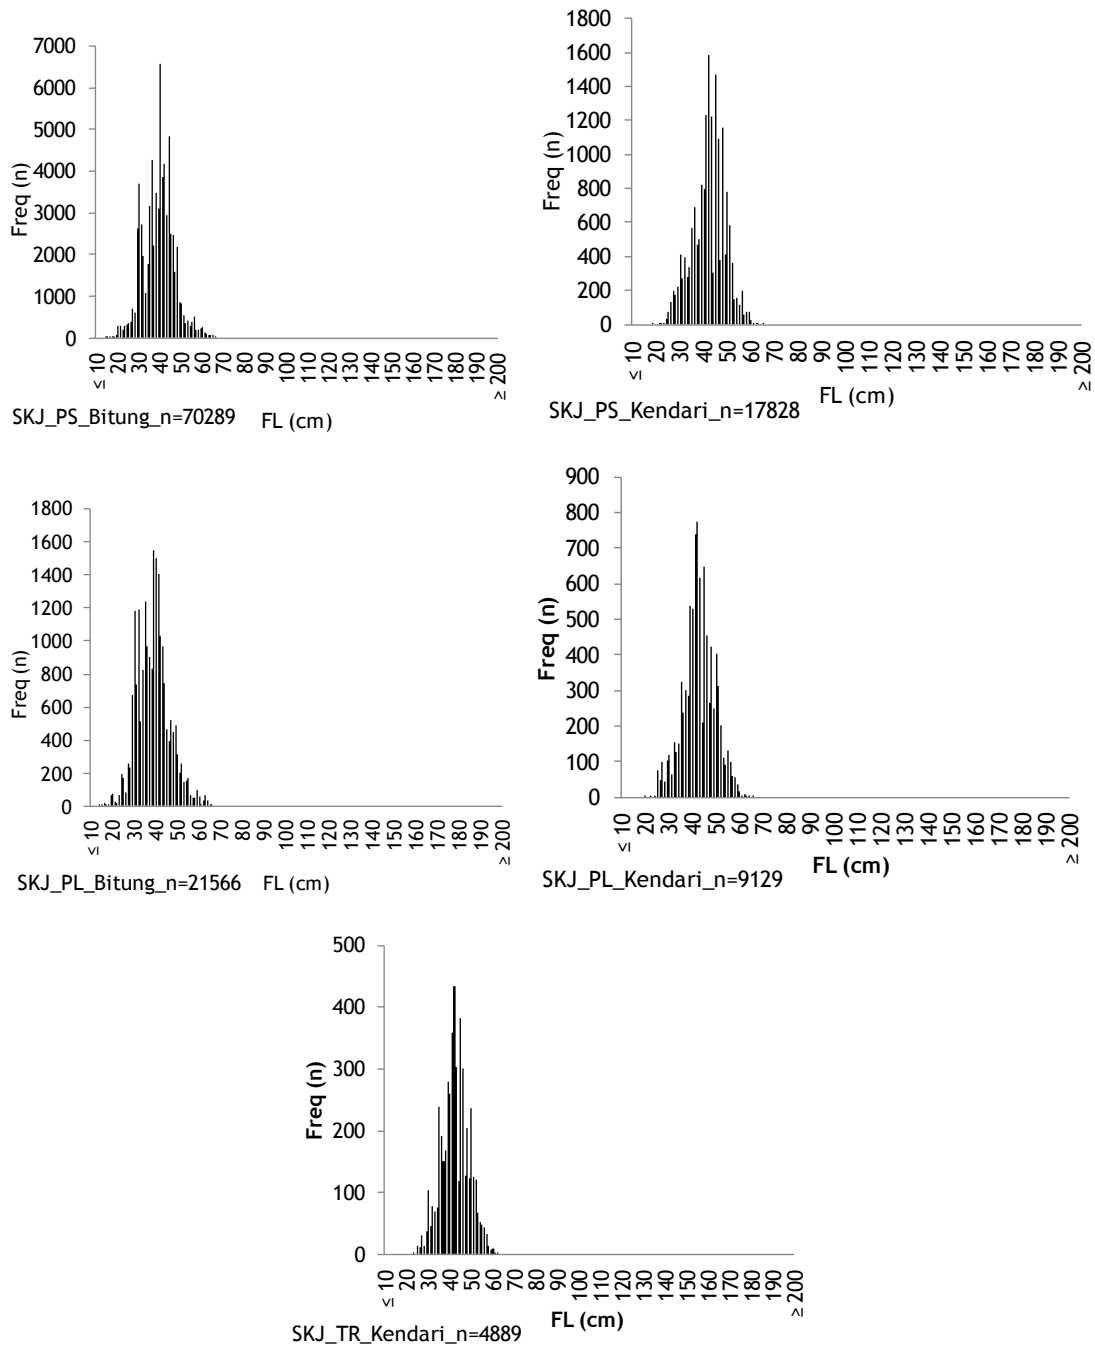 7000
6000
5000
4000
3000
2000
1000
0
Freq (n)
≤ 10 20 30 40 50 60 70 80 90 100 110 120 130 140 150 160 170 180 190 ≥ 200
SKJ_PS_Bitung_n=70289 FL (cm)
1800
1600
1400
1200
1000
800
600
400
200
0
Freq (n)
≤ 10 20 30 40 50 60 70 80 90 100 110 120 130 140 150 160 170 180 190 ≥ 200
SKJ_PS_Kendari_n=17828 FL (cm)
1800
1600
1400
1200
1000
800
600
400
200
0
Freq (n)
≤ 10 20 30 40 50 60 70 80 90 100 110 120 130 140 150 160 170 180 190 ≥ 200
SKJ_PL_Bitung_n=21566 FL (cm)
900
800
700
600
500
400
300
200
100
0
Freq (n)
≤ 10 20 30 40 50 60 70 80 90 100 110 120 130 140 150 160 170 180 190 ≥ 200
SKJ_PL_Kendari_n=9129 FL (cm)
500
400
300
200
100
0
Freq (n)
≤ 10 20 30 40 50 60 70 80 90 100 110 120 130 140 150 160 170 180 190 ≥ 200
SKJ_TR_Kendari_n=4889 FL (cm)